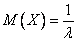 M(X) = 1/λ